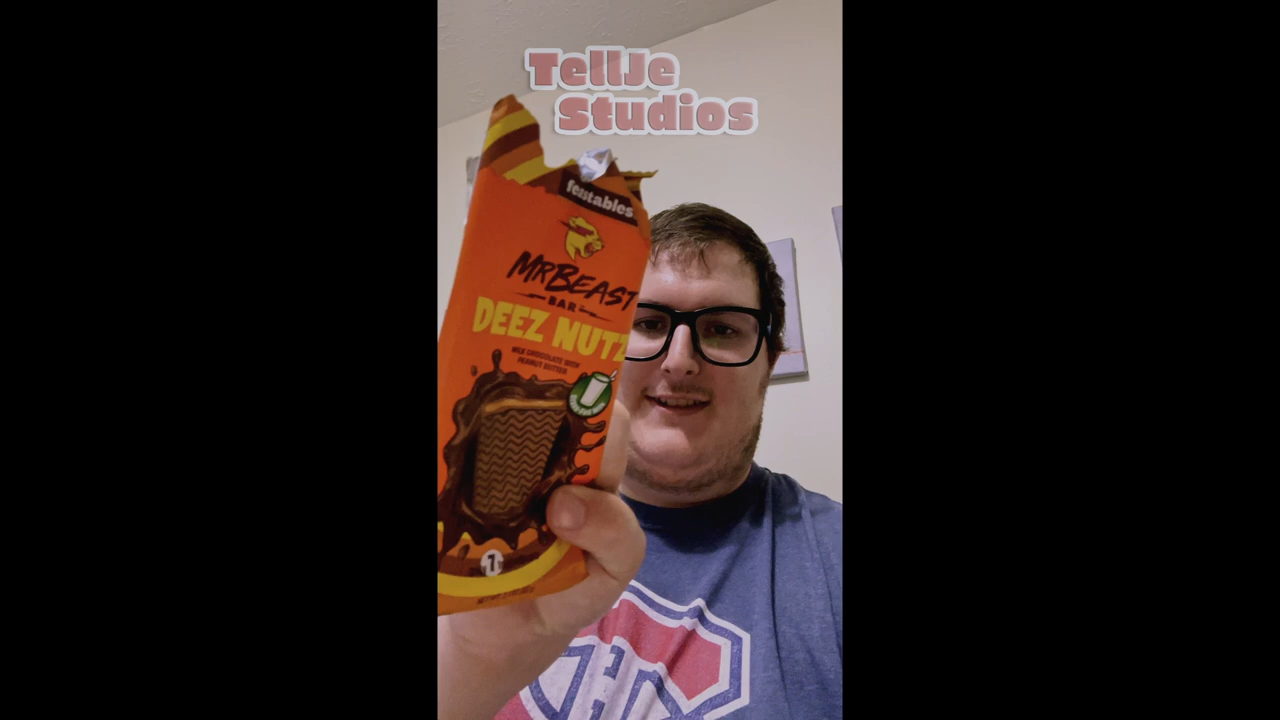 TellJe
Studios
feastables
MRBEAST
BAR
DEEZ NUTZ
MILK CHOCOLATE WITH
PEANUT BUTTER